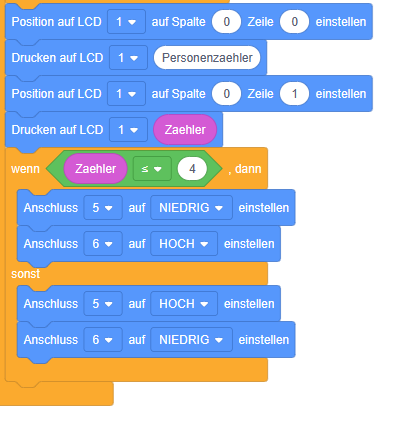 Position auf LCD 1 auf Spalte 0 Zeile 0 einstellen
Drucken auf LCD 1 Personenzaehler
Position auf LCD 1 auf Spalte 0 Zeile 1 einstellen
Drucken auf LCD 1 Zaehler
wenn Zaehler ≤ 4 , dann
Anschluss 5 auf NIEDRIG einstellen
Anschluss 6 auf HOCH einstellen
sonst
Anschluss 5 auf HOCH einstellen
Anschluss 6 auf NIEDRIG einstellen